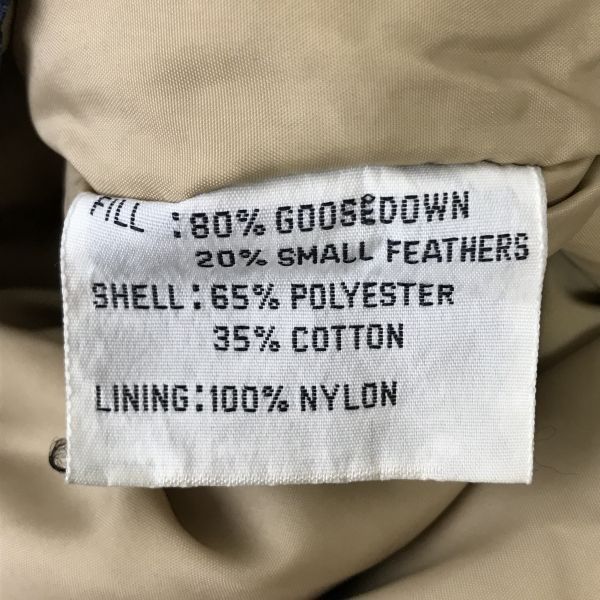 FILL : 80% GOOSEDOWN
20% SMALL FEATHERS
SHELL : 65% POLYESTER
35% COTTON
LINING : 100% NYLON